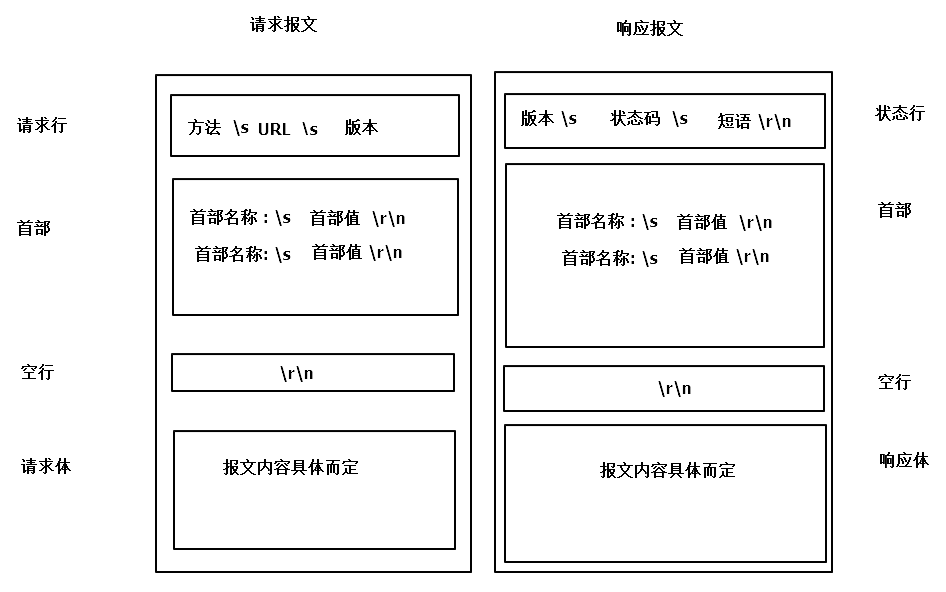 请求报文
响应报文
请求行
方法 \s URL \s 版本
版本 \s 状态码 \s 短语 \r\n
状态行
首部
首部名称：\s 首部值 \r\n
首部名称: \s 首部值 \r\n
首部名称：\s 首部值 \r\n
首部名称: \s 首部值 \r\n
首部
空行
\r\n
\r\n
空行
请求体
报文内容具体而定
报文内容具体而定
响应体